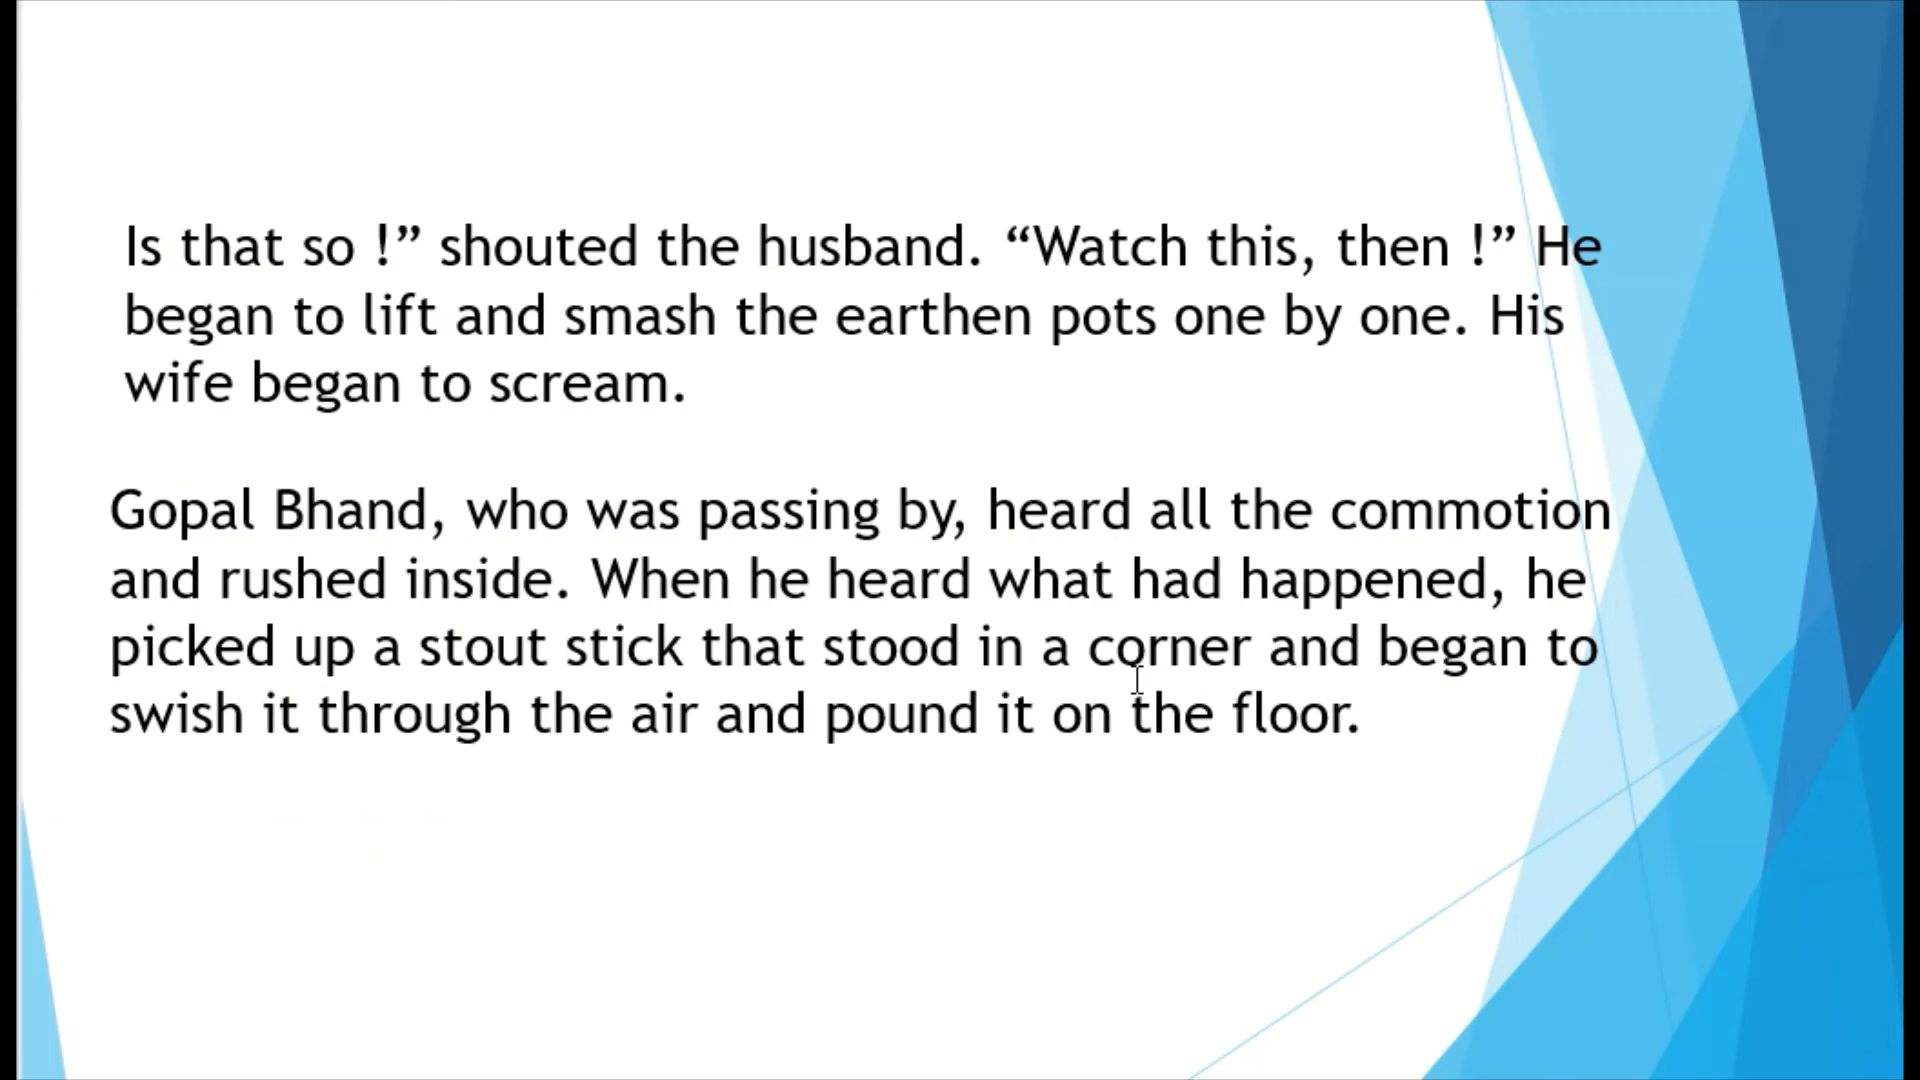 Is that so !” shouted the husband. “Watch this, then !” He
began to lift and smash the earthen pots one by one. His
wife began to scream.
Gopal Bhand, who was passing by, heard all the commotion
and rushed inside. When he heard what had happened, he
picked up a stout stick that stood in a corner and began to
swish it through the air and pound it on the floor.